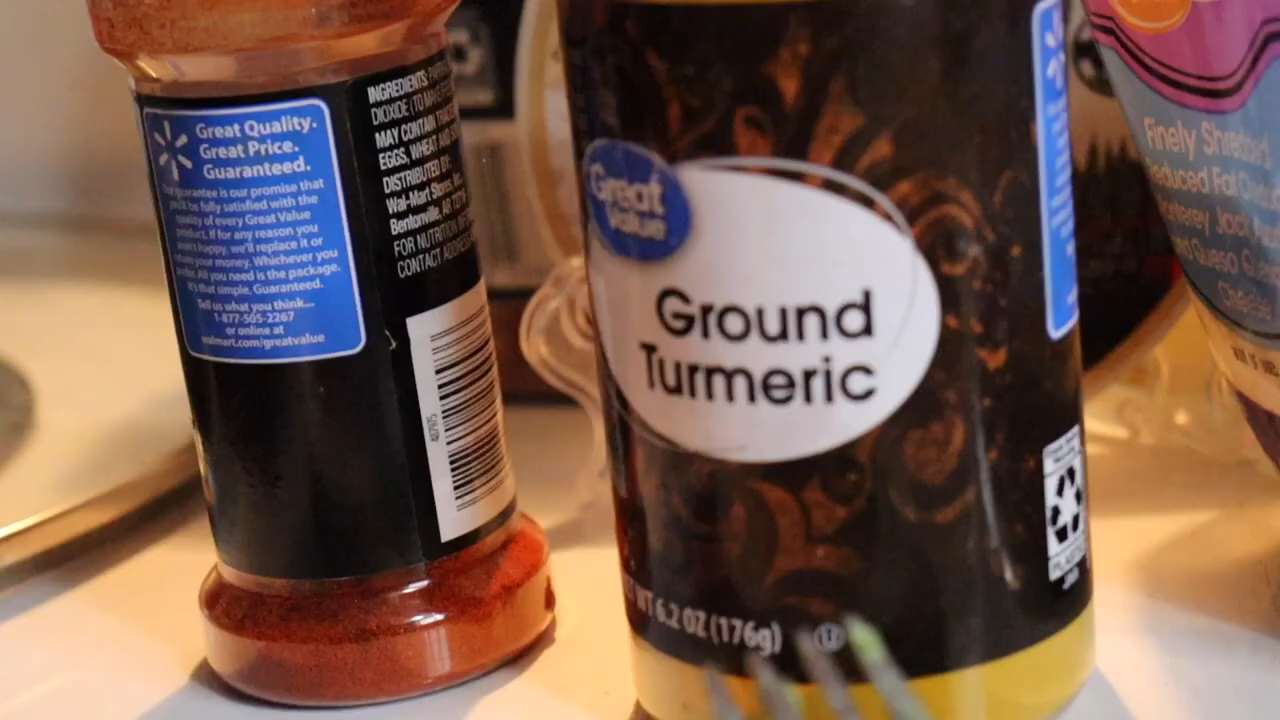 Great Quality.
Great Price.
Guaranteed.
Our guarantee is our promise that
you'll be fully satisfied with the
quality of every Great Value
product. If for any reason you
aren't happy, we'll replace it or
return your money. Whichever you
prefer. All you need is the package.
It's that simple. Guaranteed.
Tell us what you think...
1-877-505-2267
or online at
walmart.com/greatvalue
INGREDIENTS:
DIOXIDE (TO MAKE
MAY CONTAIN
EGGS, WHEAT AND
DISTRIBUTED BY:
Wal-Mart Stores, Inc.
Bentonville, AR
FOR NUTRITION
CONTACT
Great
Value
Ground
Turmeric
WT 6.2 OZ (176g)
U
PLASTIC
Finely Shredded
Reduced Fat
Monterey Jack
Queso
Cheese